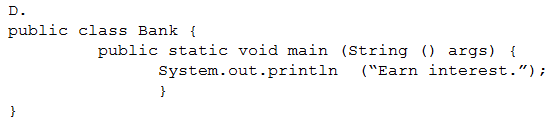 D.
public class Bank {
public static void main (String () args) {
System.out.println (“Earn interest.”);
}
}